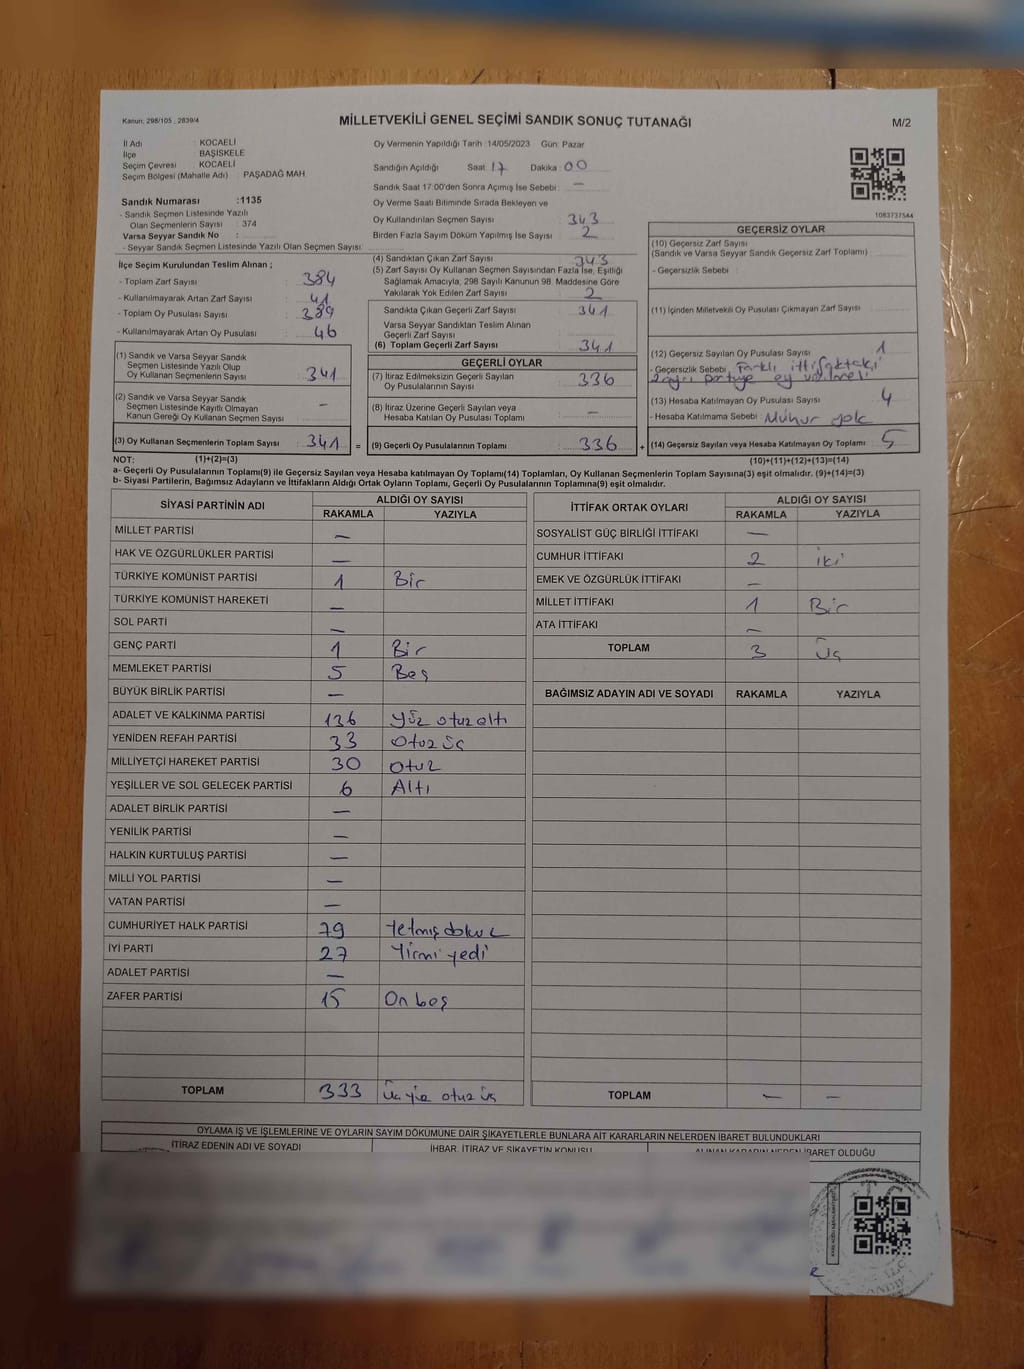 Kanun: 298/105 , 2839/4
MİLLETVEKİLİ GENEL SEÇİMİ SANDIK SONUÇ TUTANAĞI
M/2
İl Adı : KOCAELİ
İlçe : BAŞİSKELE
Seçim Çevresi : KOCAELİ
Seçim Bölgesi (Mahalle Adı) : PAŞADAĞ MAH.
Oy Vermenin Yapıldığı Tarih :14/05/2023 Gün: Pazar
Sandığın Açıldığı Saat : 17 Dakika : 00
Sandık Saat 17:00'den Sonra Açımış İse Sebebi : —
Oy Verme Saati Bitiminde Sırada Bekleyen ve
Oy Kullandırılan Seçmen Sayısı : 343
Birden Fazla Sayım Döküm Yapılmış İse Sayısı : 2
Sandık Numarası :1135
- Sandık Seçmen Listesinde Yazılı
Olan Seçmenlerin Sayısı : 374
Varsa Seyyar Sandık No :
- Seyyar Sandık Seçmen Listesinde Yazılı Olan Seçmen Sayısı:
1083737544
İlçe Seçim Kurulundan Teslim Alınan ;
- Toplam Zarf Sayısı : 384
- Kullanılmayarak Artan Zarf Sayısı : 41
- Toplam Oy Pusulası Sayısı : 389
- Kullanılmayarak Artan Oy Pusulası : 46
(1) Sandık ve Varsa Seyyar Sandık
Seçmen Listesinde Yazılı Olup
Oy Kullanan Seçmenlerin Sayısı : 341
(2) Sandık ve Varsa Seyyar Sandık
Seçmen Listesinde Kayıtlı Olmayan
Kanun Gereği Oy Kullanan Seçmen Sayısı : –
(3) Oy Kullanan Seçmenlerin Toplam Sayısı : 341 =
(4) Sandıktan Çıkan Zarf Sayısı : 343
(5) Zarf Sayısı Oy Kullanan Seçmen Sayısından Fazla İse, Eşitliği
Sağlamak Amacıyla, 298 Sayılı Kanunun 98. Maddesine Göre
Yakılarak Yok Edilen Zarf Sayısı : 2
Sandıkta Çıkan Geçerli Zarf Sayısı : 341
Varsa Seyyar Sandıktan Teslim Alınan
Geçerli Zarf Sayısı :
(6) Toplam Geçerli Zarf Sayısı : 341
GEÇERLİ OYLAR
(7) İtiraz Edilmeksizin Geçerli Sayılan
Oy Pusulalarının Sayısı : 336
(8) İtiraz Üzerine Geçerli Sayılan veya
Hesaba Katılan Oy Pusulası Toplamı : —
(9) Geçerli Oy Pusulalarının Toplamı : 336 +
GEÇERSİZ OYLAR
(10) Geçersiz Zarf Sayısı
(Sandık ve Varsa Seyyar Sandık Geçersiz Zarf Toplamı) :
- Geçersizlik Sebebi :
(11) İçinden Milletvekili Oy Pusulası Çıkmayan Zarf Sayısı :
(12) Geçersiz Sayılan Oy Pusulası Sayısı : 1
- Geçersizlik Sebebi : Farklı ittifaktaki
2 ayrı partiye oy verilmeli
(13) Hesaba Katılmayan Oy Pusulası Sayısı : 4
- Hesaba Katılmama Sebebi : Mühür yok
(14) Geçersiz Sayılan veya Hesaba Katılmayan Oy Toplamı : 5
NOT: (1)+(2)=(3)
(10)+(11)+(12)+(13)=(14)
a- Geçerli Oy Pusulalarının Toplamı(9) ile Geçersiz Sayılan veya Hesaba katılmayan Oy Toplamı(14) Toplamları, Oy Kullanan Seçmenlerin Toplam Sayısına(3) eşit olmalıdır. (9)+(14)=(3)
b- Siyasi Partilerin, Bağımsız Adayların ve İttifakların Aldığı Ortak Oyların Toplamı, Geçerli Oy Pusulalarının Toplamına(9) eşit olmalıdır.
SİYASİ PARTİNİN ADI ALDIĞI OY SAYISI
RAKAMLA YAZIYLA
MİLLET PARTİSİ —
HAK VE ÖZGÜRLÜKLER PARTİSİ —
TÜRKİYE KOMÜNİST PARTİSİ 1 Bir
TÜRKİYE KOMÜNİST HAREKETİ —
SOL PARTİ —
GENÇ PARTİ 1 Bir
MEMLEKET PARTİSİ 5 Beş
BÜYÜK BİRLİK PARTİSİ —
ADALET VE KALKINMA PARTİSİ 136 Yüz otuz altı
YENİDEN REFAH PARTİSİ 33 Otuz üç
MİLLİYETÇİ HAREKET PARTİSİ 30 Otuz
YEŞİLLER VE SOL GELECEK PARTİSİ 6 Altı
ADALET BİRLİK PARTİSİ —
YENİLİK PARTİSİ —
HALKIN KURTULUŞ PARTİSİ —
MİLLİ YOL PARTİSİ —
VATAN PARTİSİ —
CUMHURİYET HALK PARTİSİ 79 Yetmiş dokuz
İYİ PARTİ 27 Yirmi yedi
ADALET PARTİSİ —
ZAFER PARTİSİ 15 On beş
TOPLAM 333 Üç yüz otuz üç
İTTİFAK ORTAK OYLARI ALDIĞI OY SAYISI
RAKAMLA YAZIYLA
SOSYALİST GÜÇ BİRLİĞİ İTTİFAKI —
CUMHUR İTTİFAKI 2 iki
EMEK VE ÖZGÜRLÜK İTTİFAKI —
MİLLET İTTİFAKI 1 Bir
ATA İTTİFAKI —
TOPLAM 3 Üç
BAĞIMSIZ ADAYIN ADI VE SOYADI RAKAMLA YAZIYLA
TOPLAM — —
OYLAMA İŞ VE İŞLEMLERİNE VE OYLARIN SAYIM DÖKÜMÜNE DAİR ŞİKAYETLERLE BUNLARA AİT KARARLARIN NELERDEN İBARET BULUNDUKLARI
İTİRAZ EDENİN ADI VE SOYADI
İHBAR, İTİRAZ VE ŞİKAYETİN KONUSU
ALINAN KARARIN NEDEN İBARET OLDUĞU